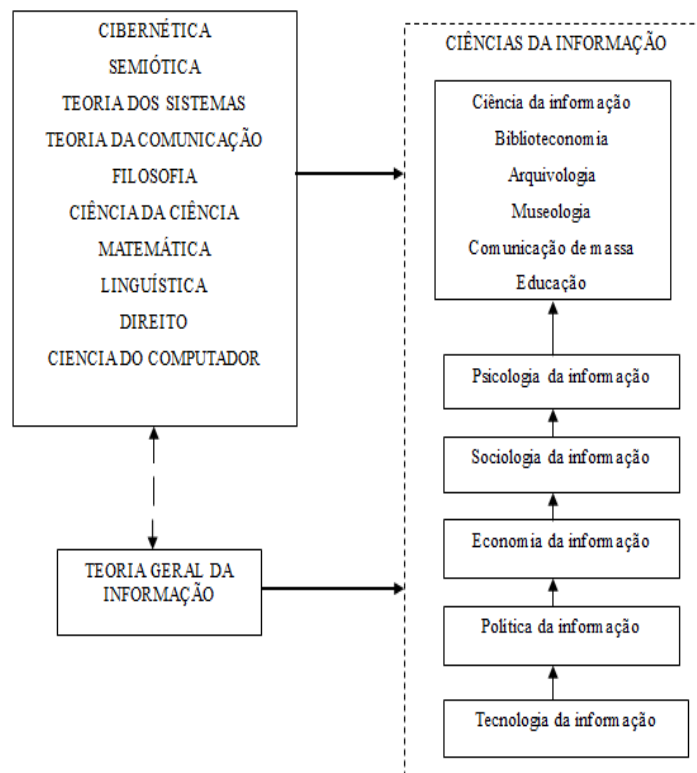 CIBERNÉTICA
SEMIÓTICA
TEORIA DOS SISTEMAS
TEORIA DA COMUNICAÇÃO
FILOSOFIA
CIÊNCIA DA CIÊNCIA
MATEMÁTICA
LINGUÍSTICA
DIREITO
CIENCIA DO COMPUTADOR
TEORIA GERAL DA
INFORMAÇÃO
CIÊNCIAS DA INFORMAÇÃO
Ciência da informação
Biblioteconomia
Arquivologia
Museologia
Comunicação de massa
Educação
Psicologia da informação
Sociologia da informação
Economia da informação
Política da informação
Tecnologia da informação